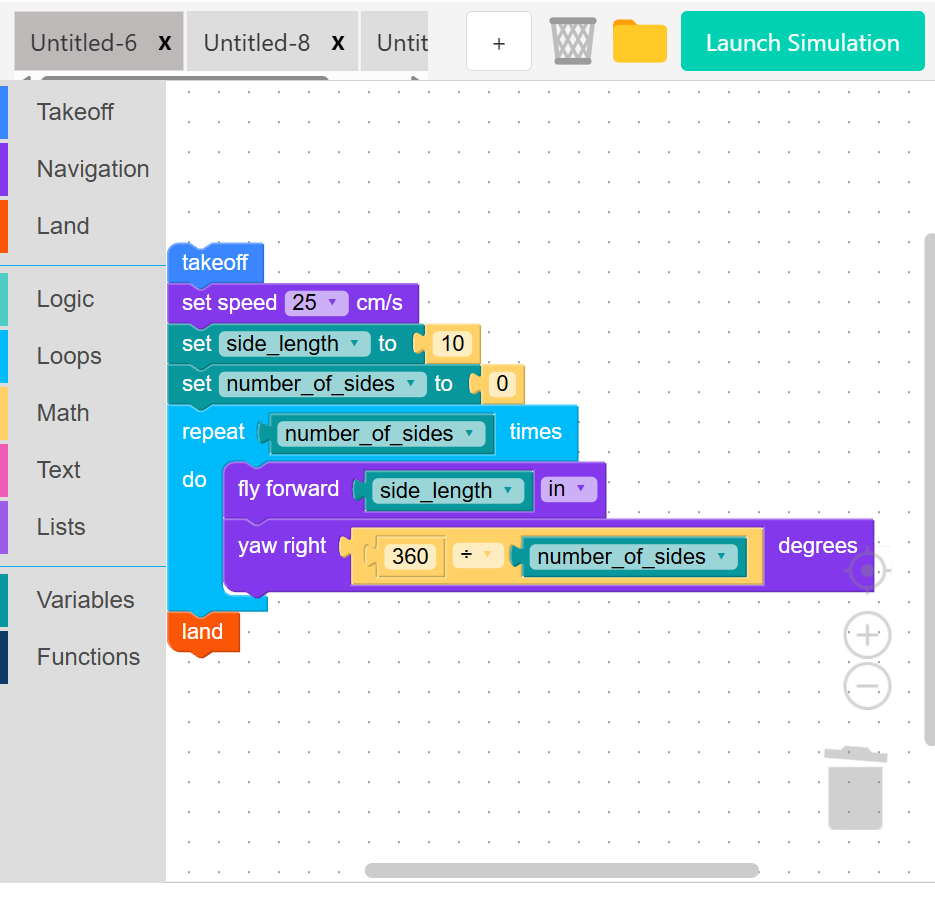 Untitled-6 x Untitled-8 x Untit + Launch Simulation
Takeoff
Navigation
Land
Logic
Loops
Math
Text
Lists
Variables
Functions
takeoff
set speed 25 cm/s
set side_length to 10
set number_of_sides to 0
repeat number_of_sides times
do fly forward side_length in
yaw right 360 ÷ number_of_sides degrees
land